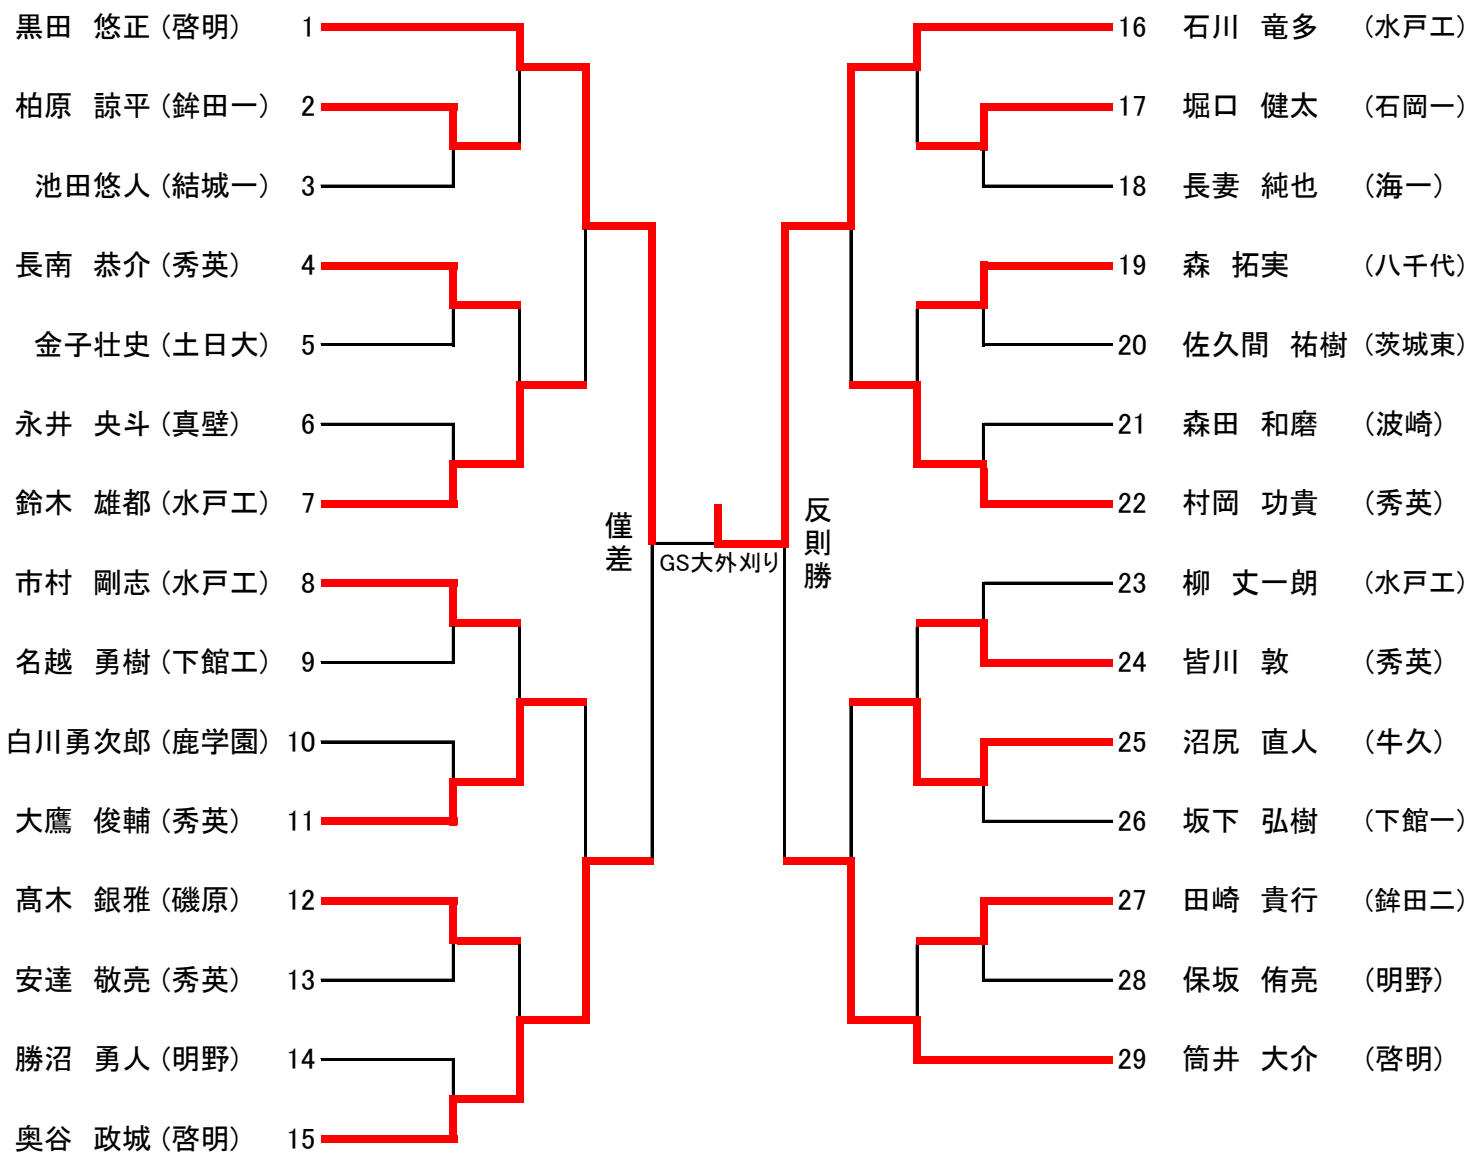 黒田 悠正 (啓明) 1
柏原 諒平 (鉾田一) 2
池田悠人 (結城一) 3
長南 恭介 (秀英) 4
金子壮史 (土日大) 5
永井 央斗 (真壁) 6
鈴木 雄都 (水戸工) 7
市村 剛志 (水戸工) 8
名越 勇樹 (下館工) 9
白川勇次郎 (鹿学園) 10
大鷹 俊輔 (秀英) 11
髙木 銀雅 (磯原) 12
安達 敬亮 (秀英) 13
勝沼 勇人 (明野) 14
奥谷 政城 (啓明) 15
僅差
GS大外刈り
反則勝
16 石川 竜多 (水戸工)
17 堀口 健太 (石岡一)
18 長妻 純也 (海一)
19 森 拓実 (八千代)
20 佐久間 祐樹 (茨城東)
21 森田 和磨 (波崎)
22 村岡 功貴 (秀英)
23 柳 丈一朗 (水戸工)
24 皆川 敦 (秀英)
25 沼尻 直人 (牛久)
26 坂下 弘樹 (下館一)
27 田崎 貴行 (鉾田二)
28 保坂 侑亮 (明野)
29 筒井 大介 (啓明)